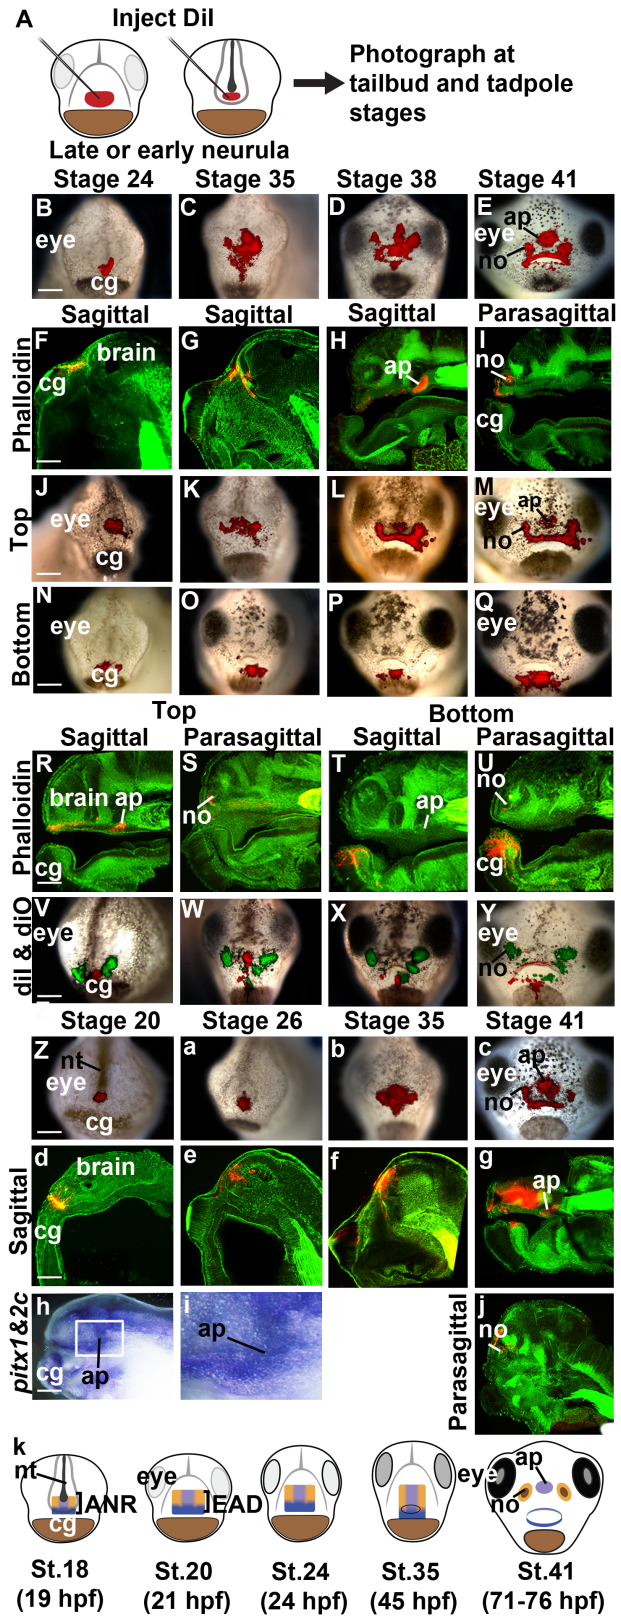 A
Inject DiI
Photograph at
tailbud and tadpole
stages
Late or early neurula
Stage 24 Stage 35 Stage 38 Stage 41
B eye cg C D E ap eye no
Sagittal Sagittal Parasagittal
Phalloidin F brain cg G H ap I no cg
Top J eye cg K L M eye ap no
Bottom N eye cg O P Q eye
Top Bottom
Sagittal Parasagittal Sagittal Parasagittal
Phalloidin R brain ap cg S no T ap U no cg
diI & diO V eye cg W X Y eye no
Stage 20 Stage 26 Stage 35 Stage 41
Z nt eye cg a b c ap eye no
Sagittal d brain cg e f g ap
pitx1&2c h cg ap i ap Parasagittal j no
k
nt ANR cg eye EAD eye ap no
St.18 St.20 St.24 St.35 St.41
(19 hpf) (21 hpf) (24 hpf) (45 hpf) (71-76 hpf)